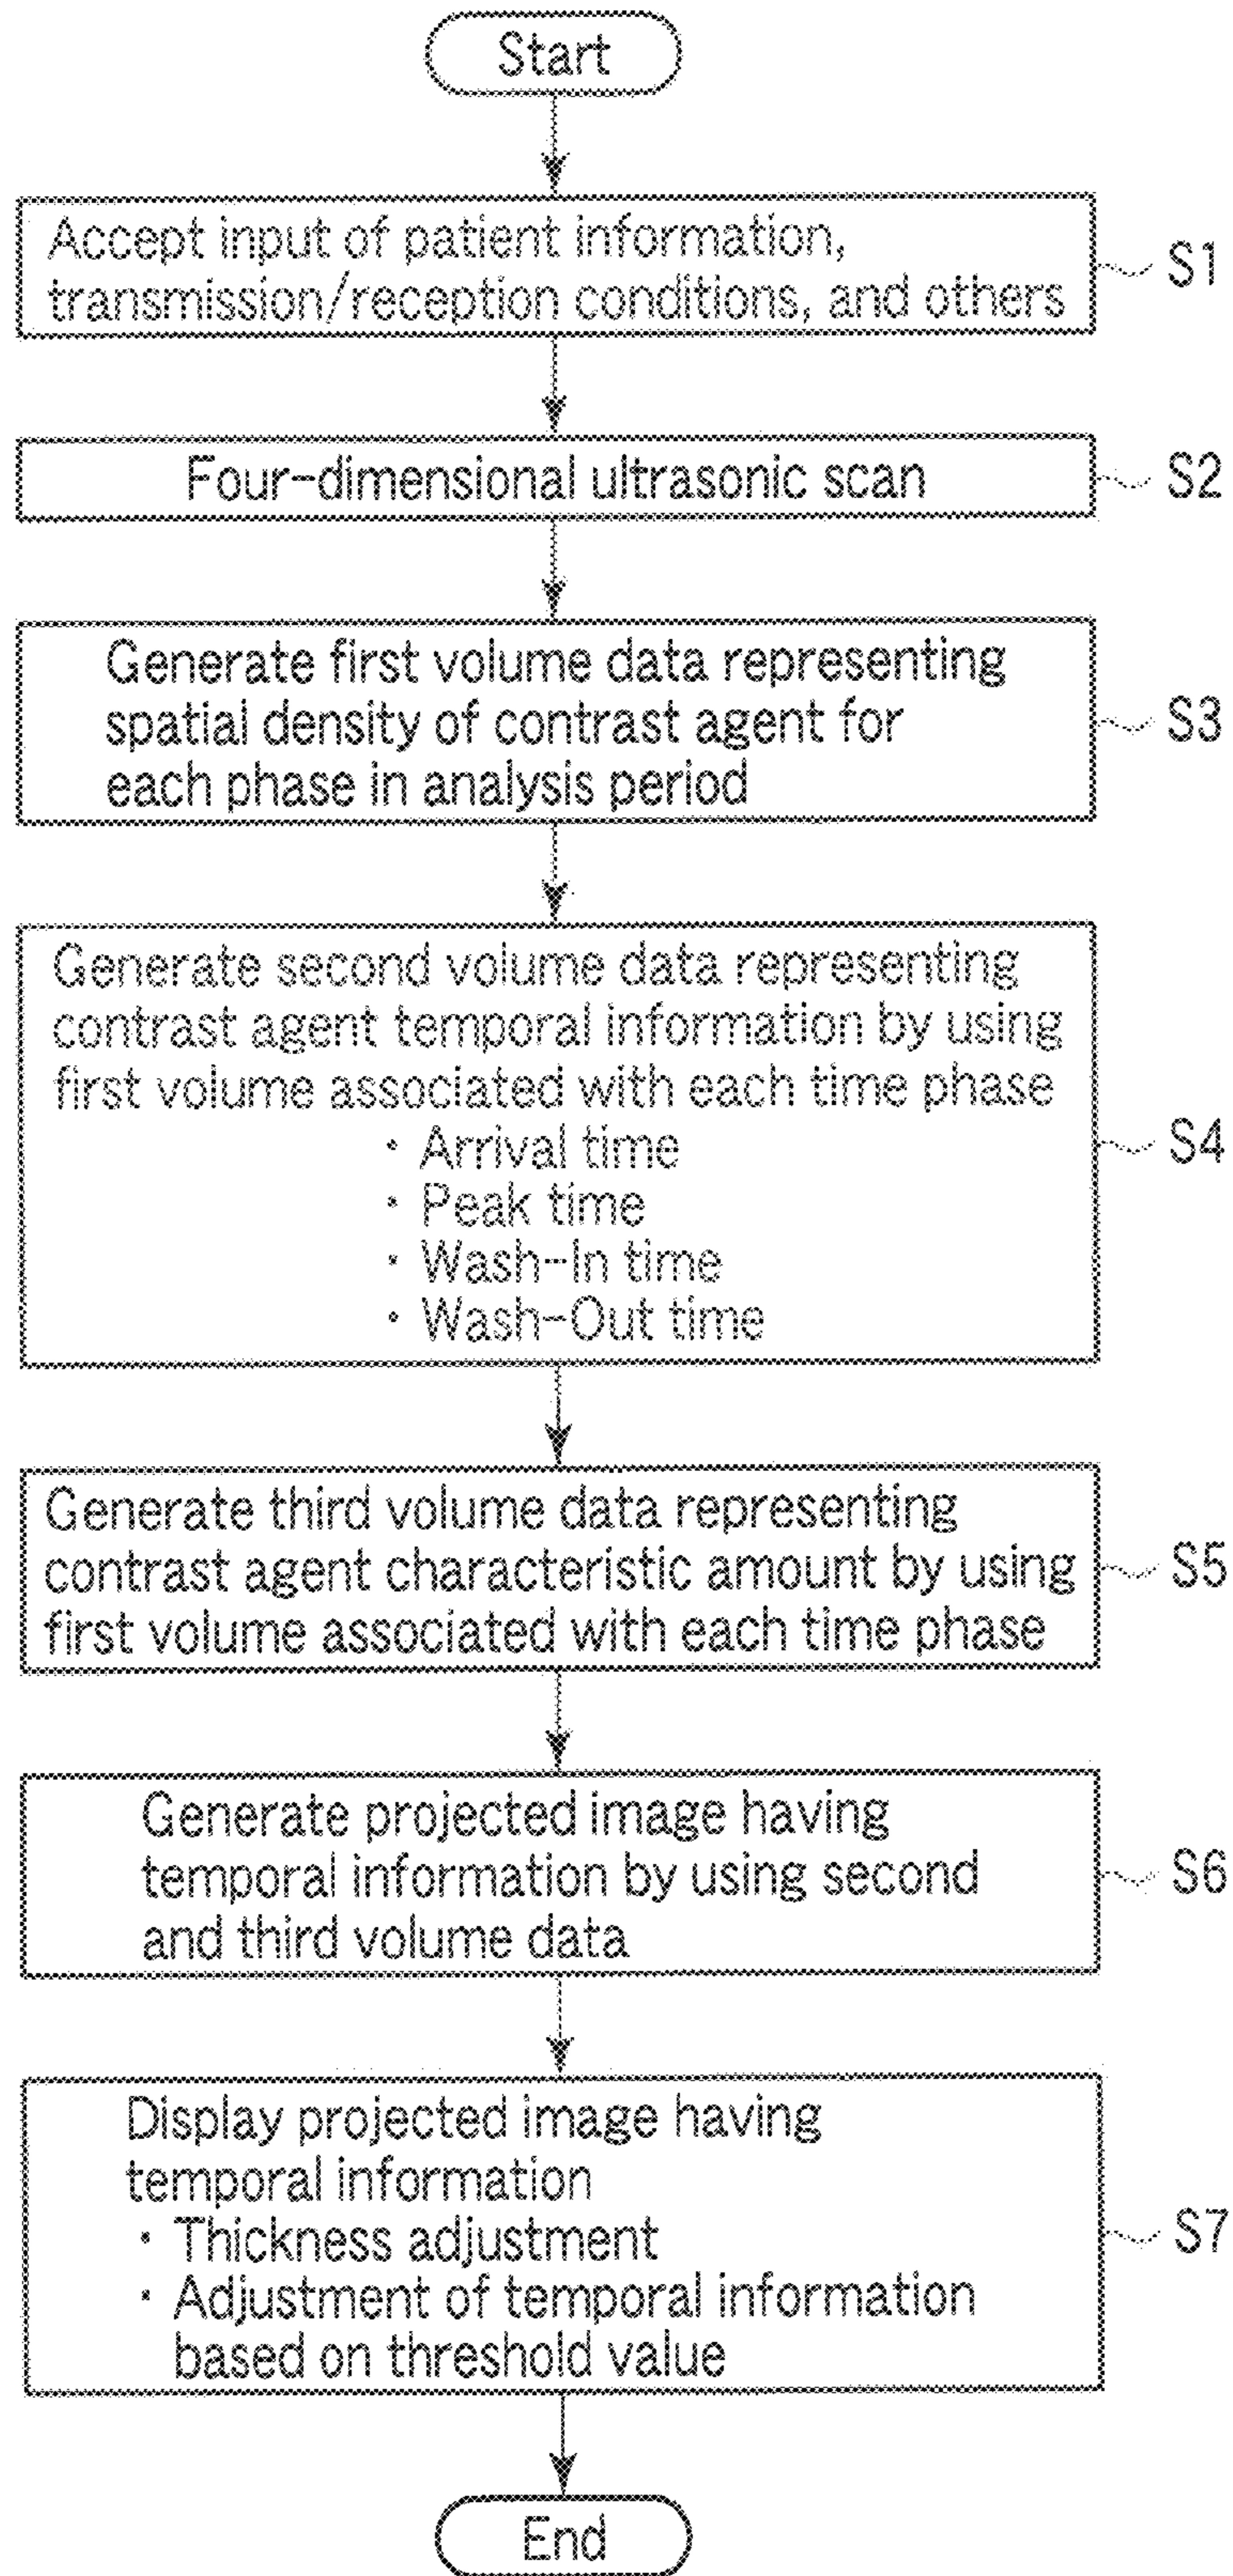 Start
Accept input of patient information,
transmission/reception conditions, and others
S1
Four-dimensional ultrasonic scan
S2
Generate first volume data representing
spatial density of contrast agent for
each phase in analysis period
S3
Generate second volume data representing
contrast agent temporal information by using
first volume associated with each time phase
· Arrival time
· Peak time
· Wash-In time
· Wash-Out time
S4
Generate third volume data representing
contrast agent characteristic amount by using
first volume associated with each time phase
S5
Generate projected image having
temporal information by using second
and third volume data
S6
Display projected image having
temporal information
· Thickness adjustment
· Adjustment of temporal information
based on threshold value
S7
End